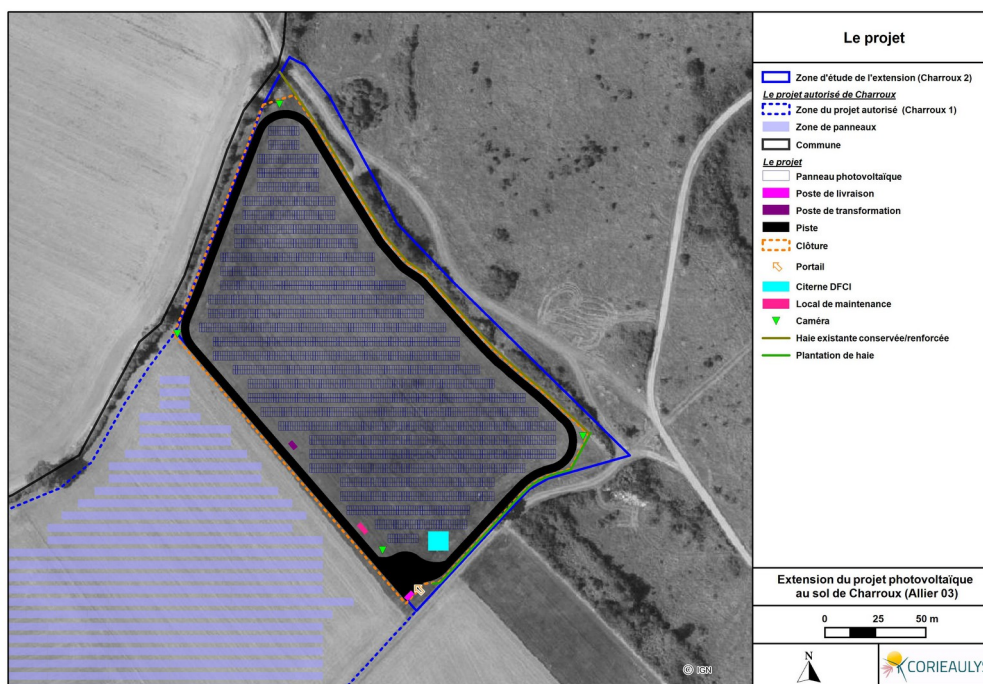 Le projet
Zone d'étude de l'extension (Charroux 2)
Le projet autorisé de Charroux
Zone du projet autorisé (Charroux 1)
Zone de panneaux
Commune
Le projet
Panneau photovoltaïque
Poste de livraison
Poste de transformation
Piste
Clôture
Portail
Citerne DFCI
Local de maintenance
Caméra
Haie existante conservée/renforcée
Plantation de haie
Extension du projet photovoltaïque
au sol de Charroux (Allier 03)
0 25 50 m
N
CORIEAULYS
© IGN